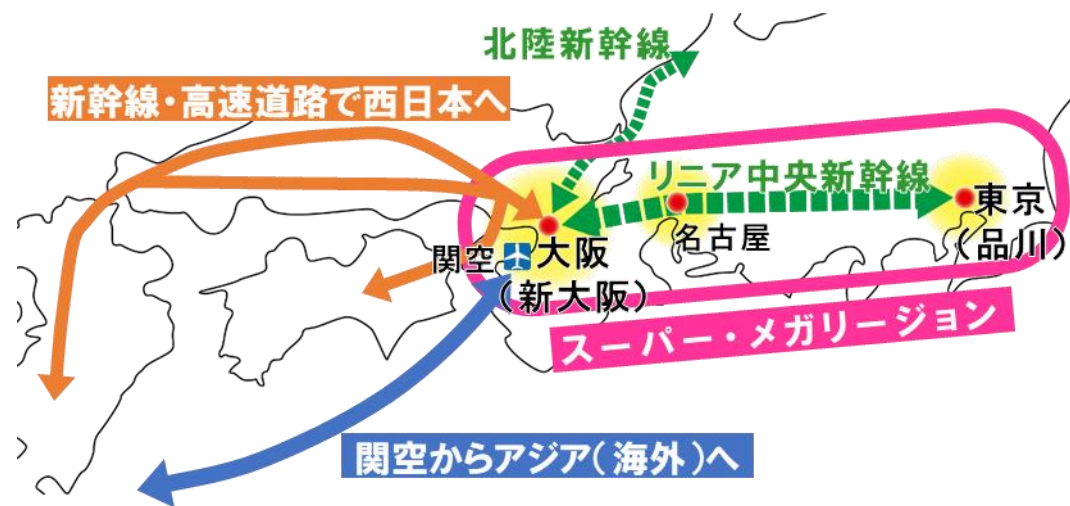 北陸新幹線
新幹線・高速道路で西日本へ
リニア中央新幹線
東京
（品川）
名古屋
関空
大阪
（新大阪）
スーパー・メガリージョン
関空からアジア（海外）へ